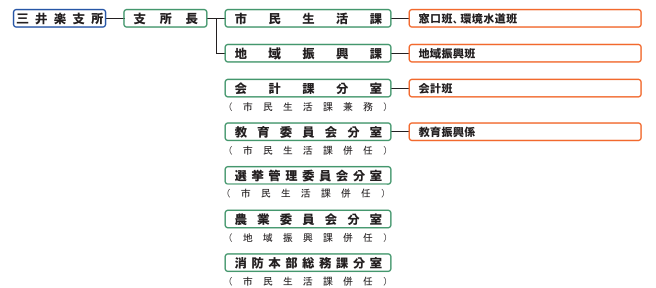 三井楽支所 支所長 市民生活課 窓口班、環境水道班
地域振興課 地域振興班
会計課分室 会計班
(市民生活課兼務)
教育委員会分室 教育振興係
(市民生活課併任)
選挙管理委員会分室
(市民生活課併任)
農業委員会分室
(地域振興課併任)
消防本部総務課分室
(市民生活課併任)